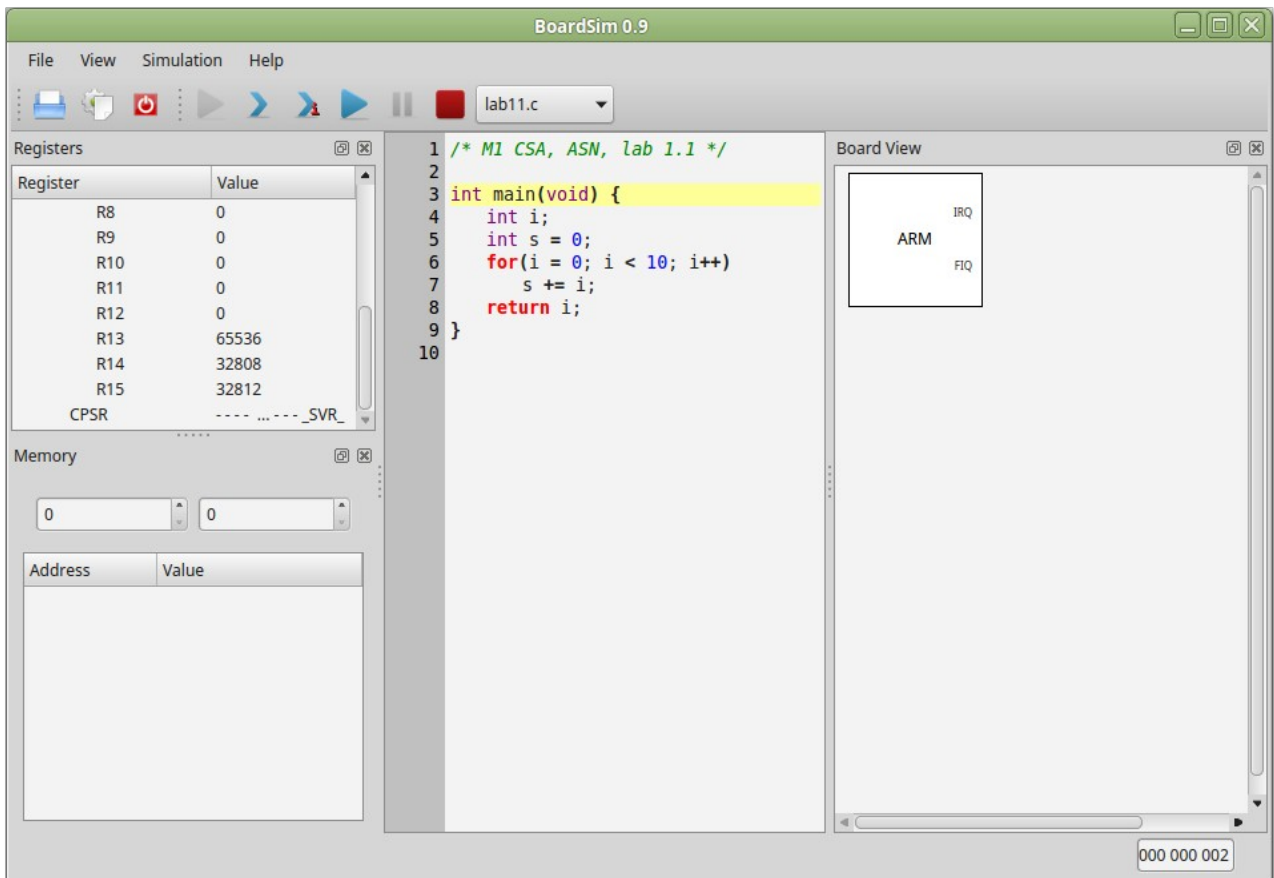 BoardSim 0.9
File View Simulation Help
lab11.c
Registers
Register Value
R8 0
R9 0
R10 0
R11 0
R12 0
R13 65536
R14 32808
R15 32812
CPSR - - - - ... - - - _SVR_
Memory
0 0
Address Value
1 /* M1 CSA, ASN, lab 1.1 */
2
3 int main(void) {
4 int i;
5 int s = 0;
6 for(i = 0; i < 10; i++)
7 s += i;
8 return i;
9 }
10
Board View
IRQ
ARM
FIQ
000 000 002